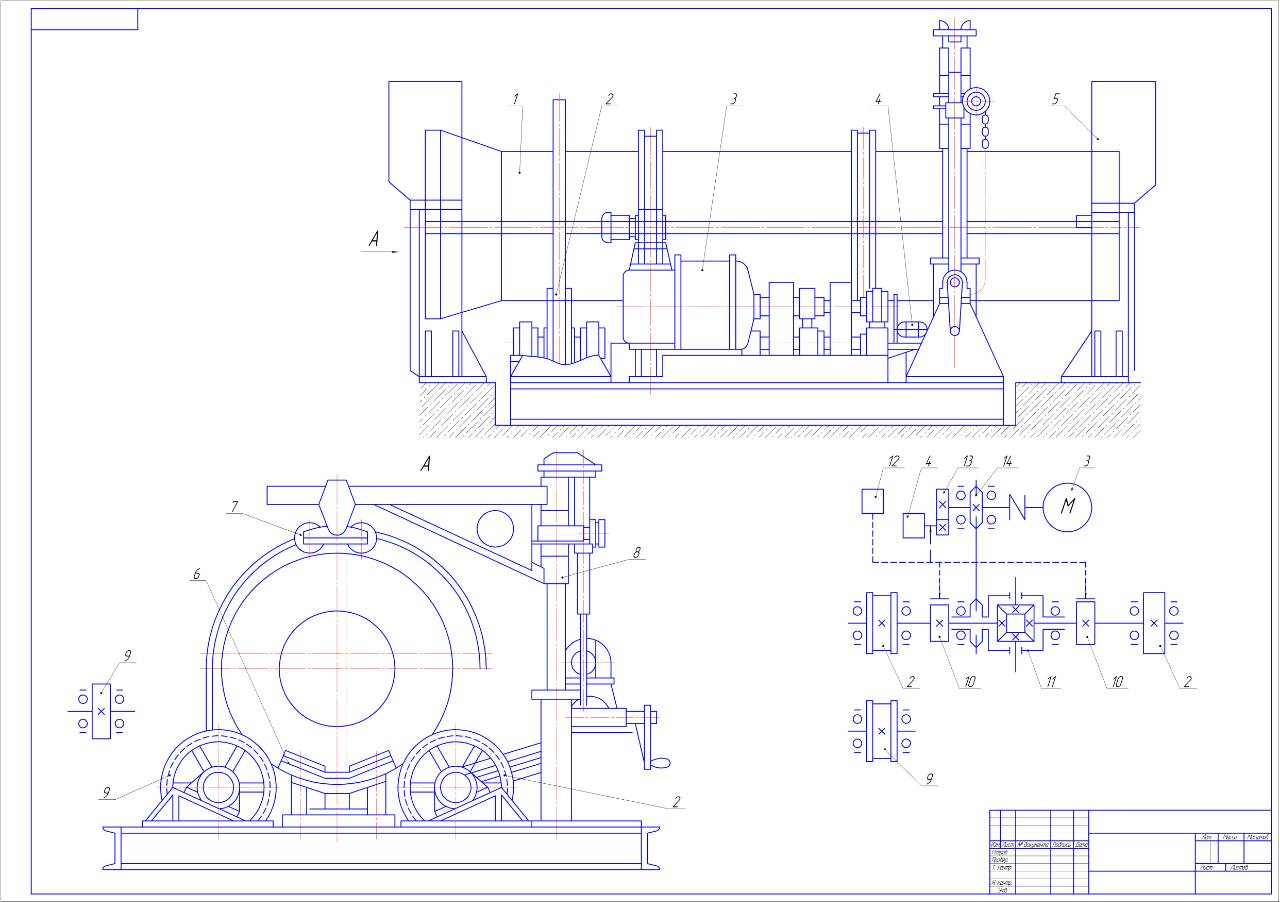 1 2 3 4 5
А
А
12 4 13 14 3
М
7
8
6
9
2 10 11 10 2
9
9
2
Изм Лист № документа Подпись Дата
Лит Масса Масштаб
Разраб
Провер
Т. контр.
Лист Листов
Н. контр.
Утв